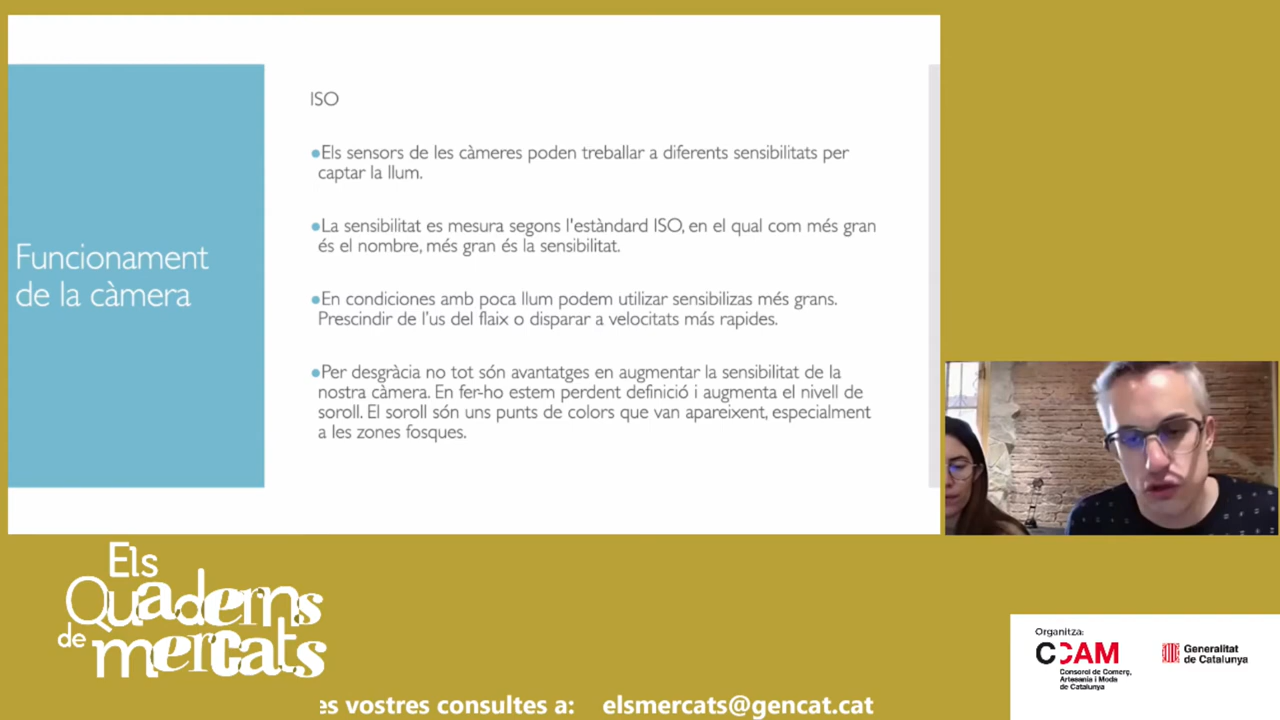 ISO
●Els sensors de les càmeres poden treballar a diferents sensibilitats per
captar la llum.
●La sensibilitat es mesura segons l'estàndard ISO, en el qual com més gran
és el nombre, més gran és la sensibilitat.
●En condiciones amb poca llum podem utilizar sensibilizas més grans.
Prescindir de l'us del flaix o disparar a velocitats más rapides.
●Per desgràcia no tot són avantatges en augmentar la sensibilitat de la
nostra càmera. En fer-ho estem perdent definició i augmenta el nivell de
soroll. El soroll són uns punts de colors que van apareixent, especialment
a les zones fosques.
Funcionament
de la càmera
Els
Quaderns
de mercats
Organitza:
CCAM
Consorci de Comerç,
Artesania i Moda
de Catalunya
Generalitat
de Catalunya
es vostres consultes a: elsmercats@gencat.cat